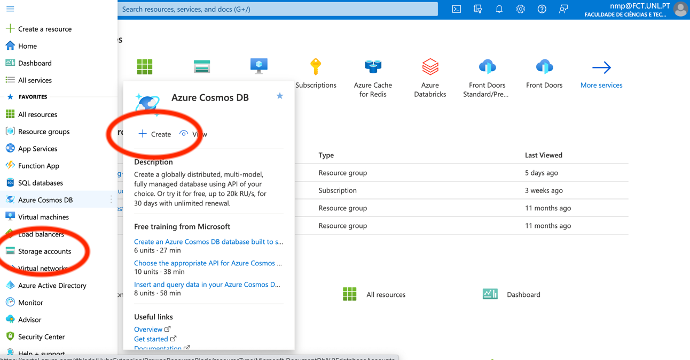 Search resources, services, and docs (G+/)
nmp@FCT.UNL.PT
FACULDADE DE CIÊNCIAS E TEC...
Create a resource
Home
Dashboard
All services
FAVORITES
All resources
Resource groups
App Services
Function App
SQL databases
Azure Cosmos DB
Virtual machines
Load balancers
Storage accounts
Virtual networks
Azure Active Directory
Monitor
Advisor
Security Center
Help + support
es
Subscriptions
Azure Cache
for Redis
Azure
Databricks
Front Doors
Standard/Pre...
Front Doors
More services
Azure Cosmos DB
Create
View
Description
Create a globally distributed, multi-model,
fully managed database using API of your
choice. Or try it for free, up to 20k RU/s, for
30 days with unlimited renewal.
Free training from Microsoft
Create an Azure Cosmos DB database built to s...
6 units · 27 min
Choose the appropriate API for Azure Cosmos ...
10 units · 38 min
Insert and query data in your Azure Cosmos D...
8 units · 58 min
Useful links
Overview
Get started
Documentation
Type
Last Viewed
Resource group
5 days ago
Subscription
3 weeks ago
Resource group
11 months ago
Resource group
11 months ago
All resources
Dashboard